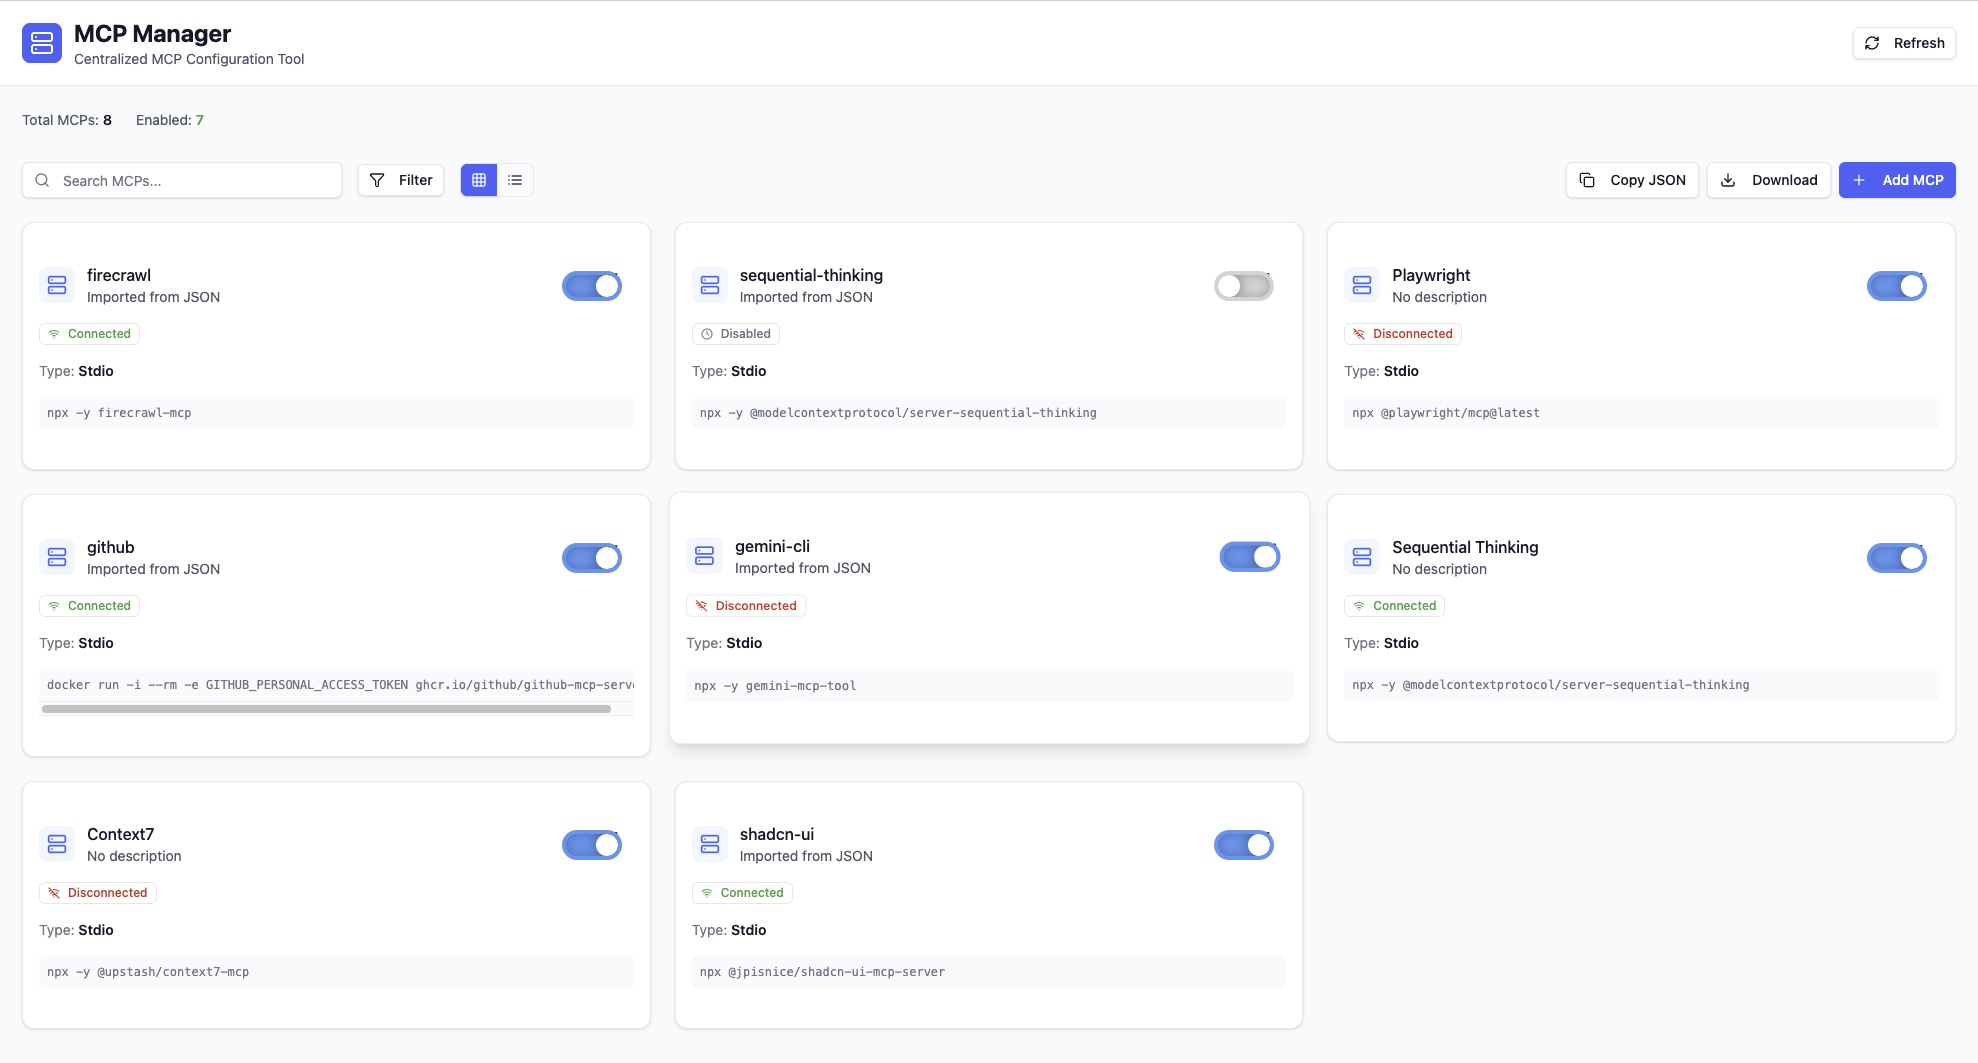 MCP Manager
Centralized MCP Configuration Tool
Refresh
Total MCPs: 8 Enabled: 7
Search MCPs...
Filter
Copy JSON
Download
Add MCP
firecrawl
Imported from JSON
Connected
Type: Stdio
npx -y firecrawl-mcp
sequential-thinking
Imported from JSON
Disabled
Type: Stdio
npx -y @modelcontextprotocol/server-sequential-thinking
Playwright
No description
Disconnected
Type: Stdio
npx @playwright/mcp@latest
github
Imported from JSON
Connected
Type: Stdio
docker run -i --rm -e GITHUB_PERSONAL_ACCESS_TOKEN ghcr.io/github/github-mcp-serve
gemini-cli
Imported from JSON
Disconnected
Type: Stdio
npx -y gemini-mcp-tool
Sequential Thinking
No description
Connected
Type: Stdio
npx -y @modelcontextprotocol/server-sequential-thinking
Context7
No description
Disconnected
Type: Stdio
npx -y @upstash/context7-mcp
shadcn-ui
Imported from JSON
Connected
Type: Stdio
npx @jpisnice/shadcn-ui-mcp-server